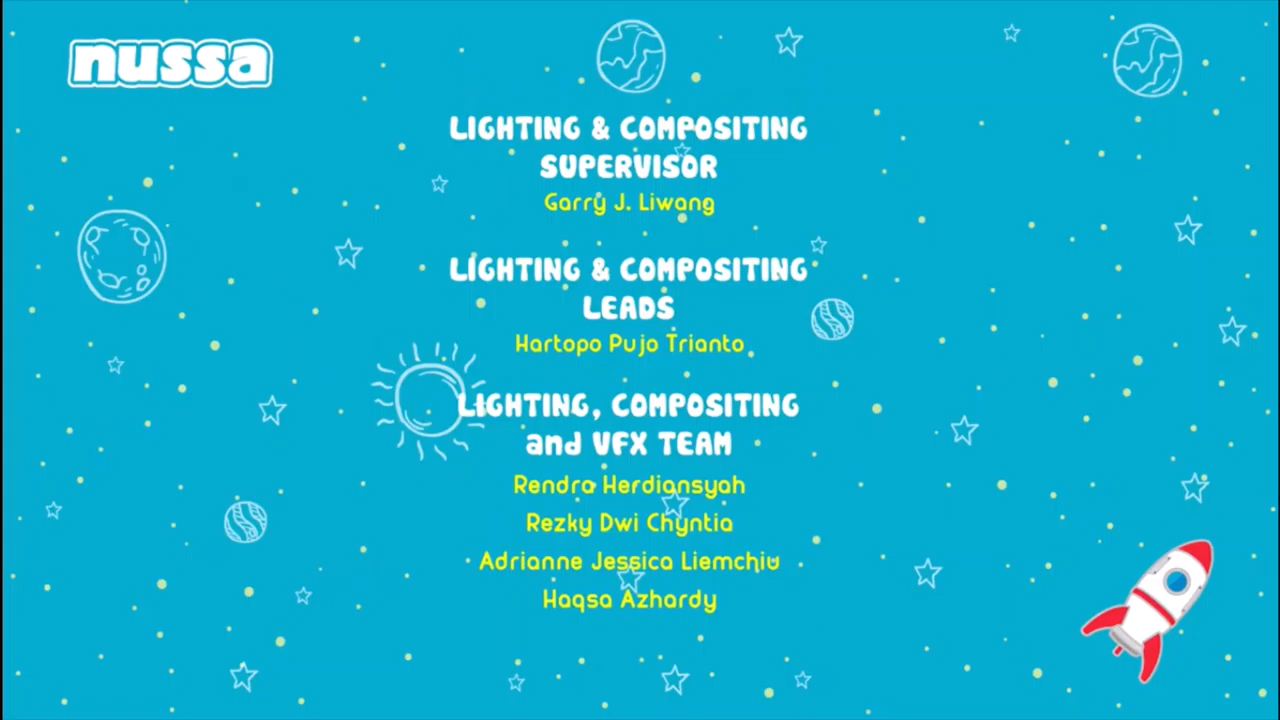 nussa
LIGHTING & COMPOSITING
SUPERVISOR
Garry J. Liwang
LIGHTING & COMPOSITING
LEADS
Hartopo Pujo Trianto
LIGHTING, COMPOSITING
and VFX TEAM
Rendra Herdiansyah
Rezky Dwi Chyntia
Adrianne Jessica Liemchiu
Haqsa Azhardy